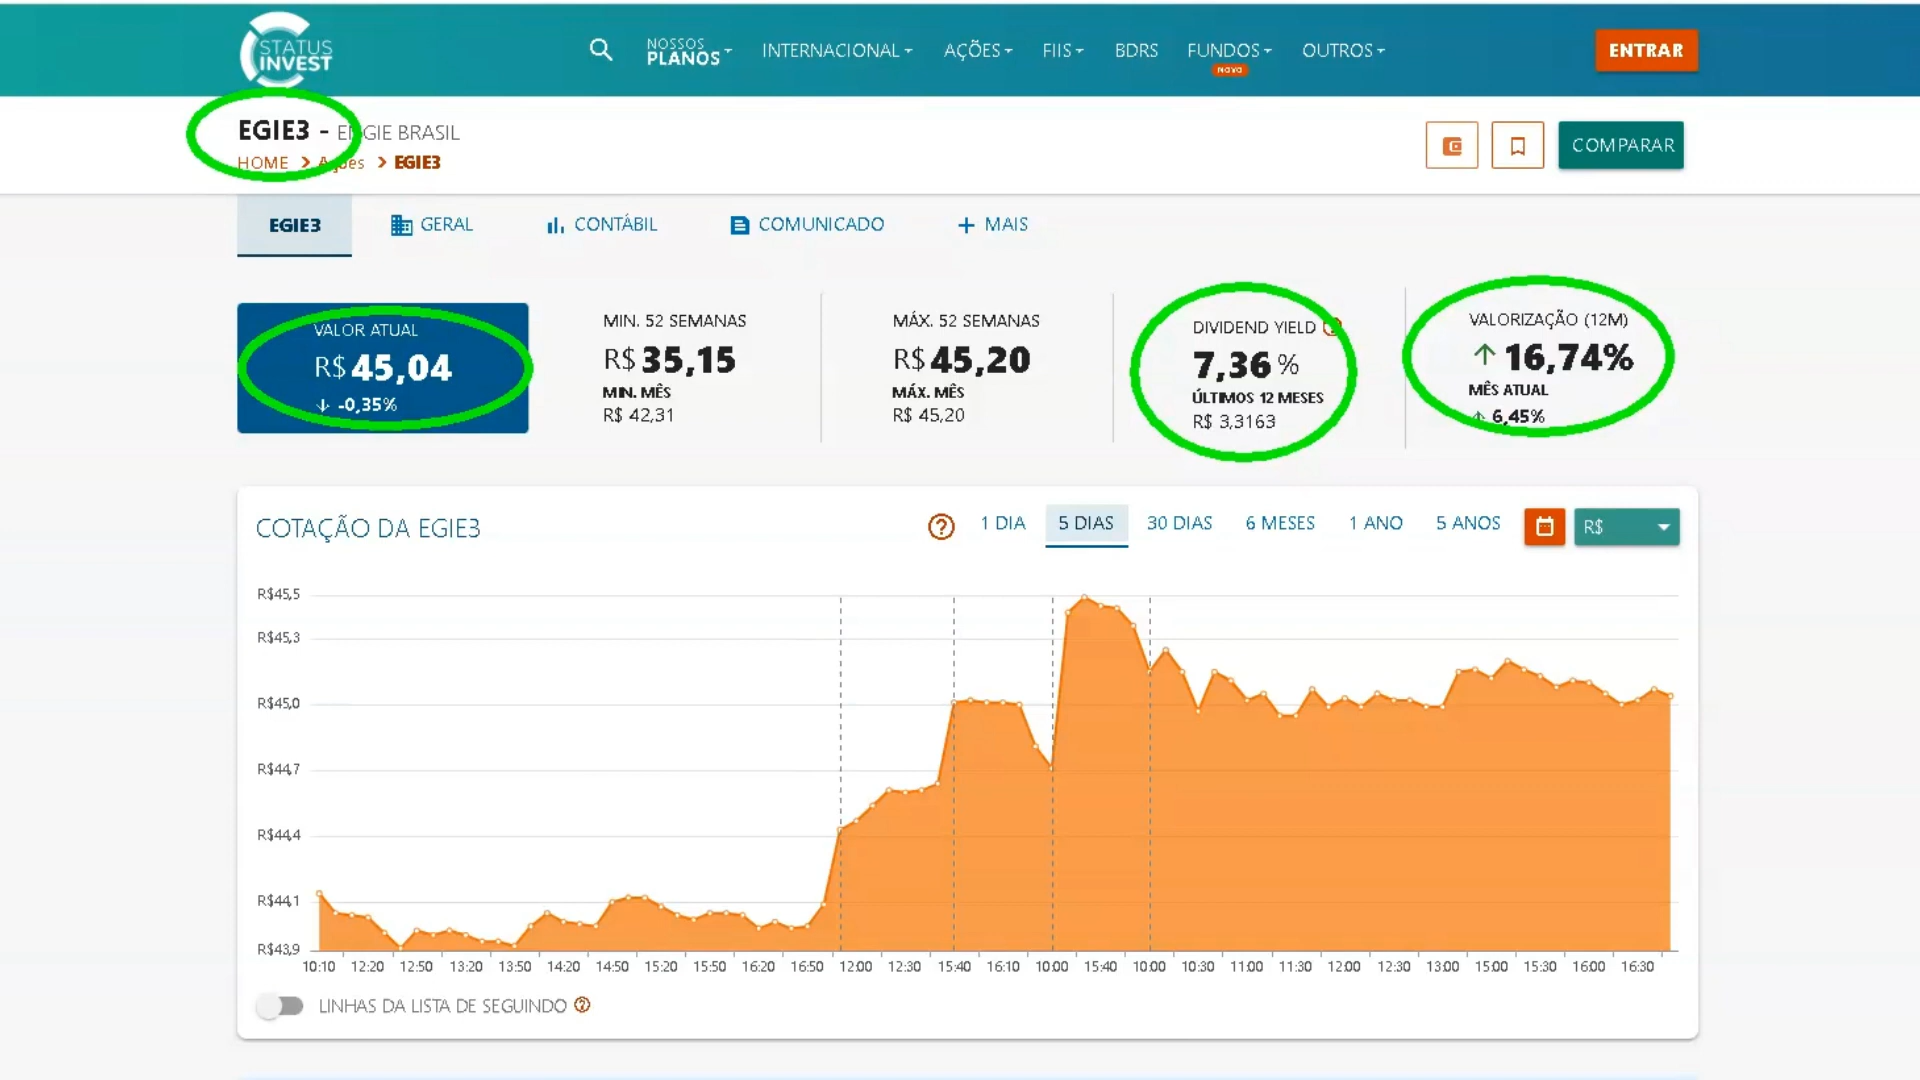 STATUS
INVEST
NOSSOS
PLANOS
INTERNACIONAL
AÇÕES
FIIS
BDRS
FUNDOS
NOVO
OUTROS
ENTRAR
EGIE3 - ENGIE BRASIL
HOME > Ações > EGIE3
COMPARAR
EGIE3
GERAL
CONTÁBIL
COMUNICADO
+ MAIS
VALOR ATUAL
R$ 45,04
↓ -0,35%
MIN. 52 SEMANAS
R$ 35,15
MIN. MÊS
R$ 42,31
MÁX. 52 SEMANAS
R$ 45,20
MÁX. MÊS
R$ 45,20
DIVIDEND YIELD ?
7,36 %
ÚLTIMOS 12 MESES
R$ 3,3163
VALORIZAÇÃO (12M)
↑ 16,74%
MÊS ATUAL
↑ 6,45%
COTAÇÃO DA EGIE3
?
1 DIA
5 DIAS
30 DIAS
6 MESES
1 ANO
5 ANOS
R$
R$45,5
R$45,3
R$45,0
R$44,7
R$44,4
R$44,1
R$43,9
10:10 12:20 12:50 13:20 13:50 14:20 14:50 15:20 15:50 16:20 16:50 12:00 12:30 15:40 16:10 10:00 15:40 10:00 10:30 11:00 11:30 12:00 12:30 13:00 15:00 15:30 16:00 16:30
LINHAS DA LISTA DE SEGUINDO ?